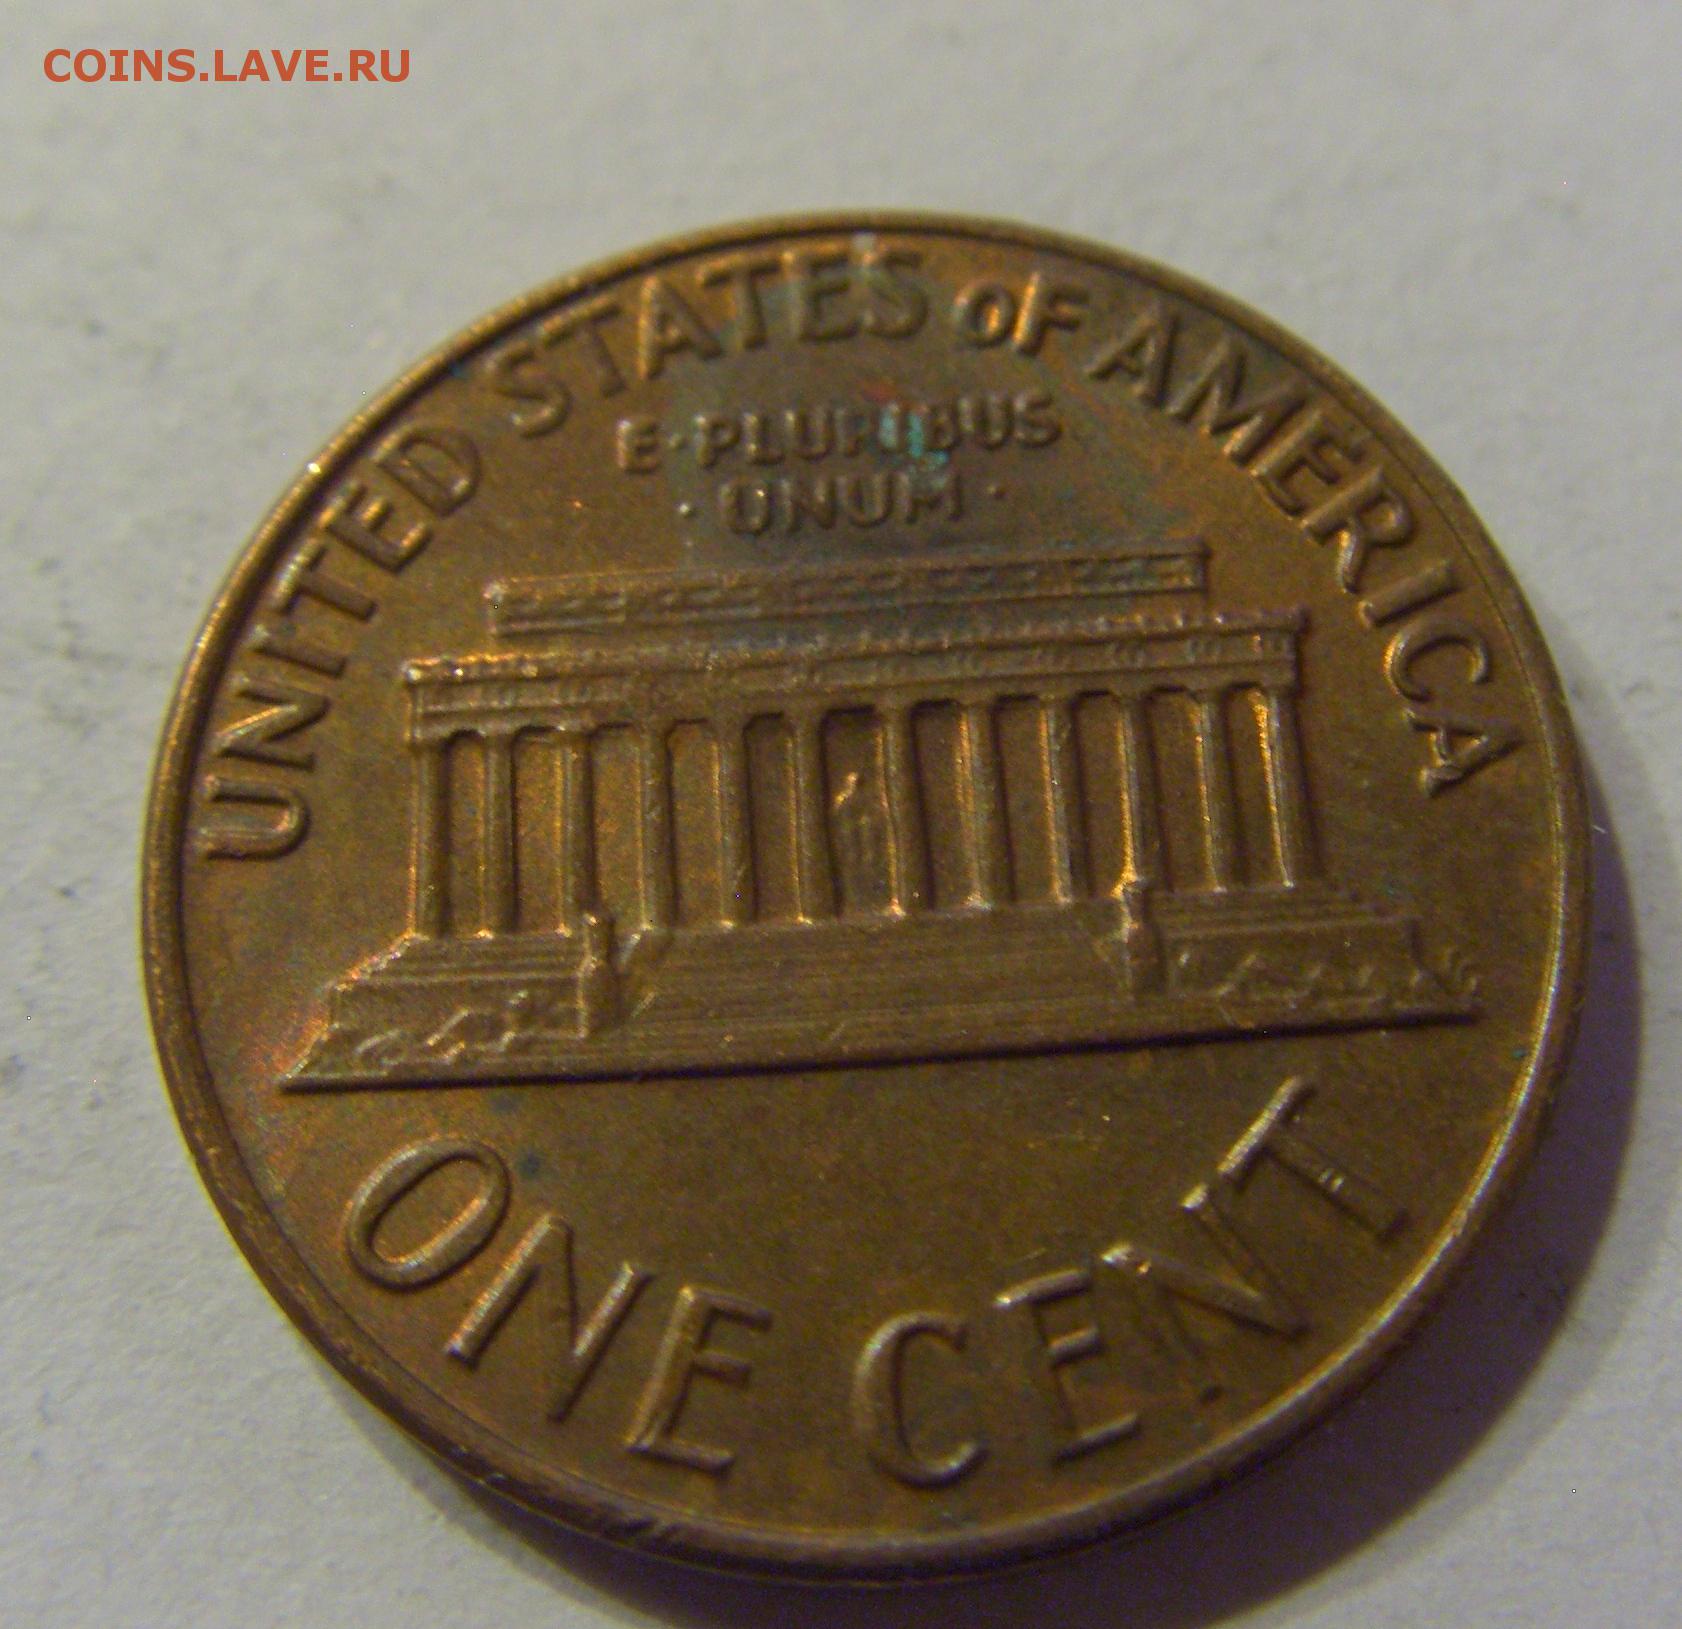 COINS.LAVE.RU
UNITED STATES OF AMERICA
E·PLURIBUS
·UNUM·
ONE CENT